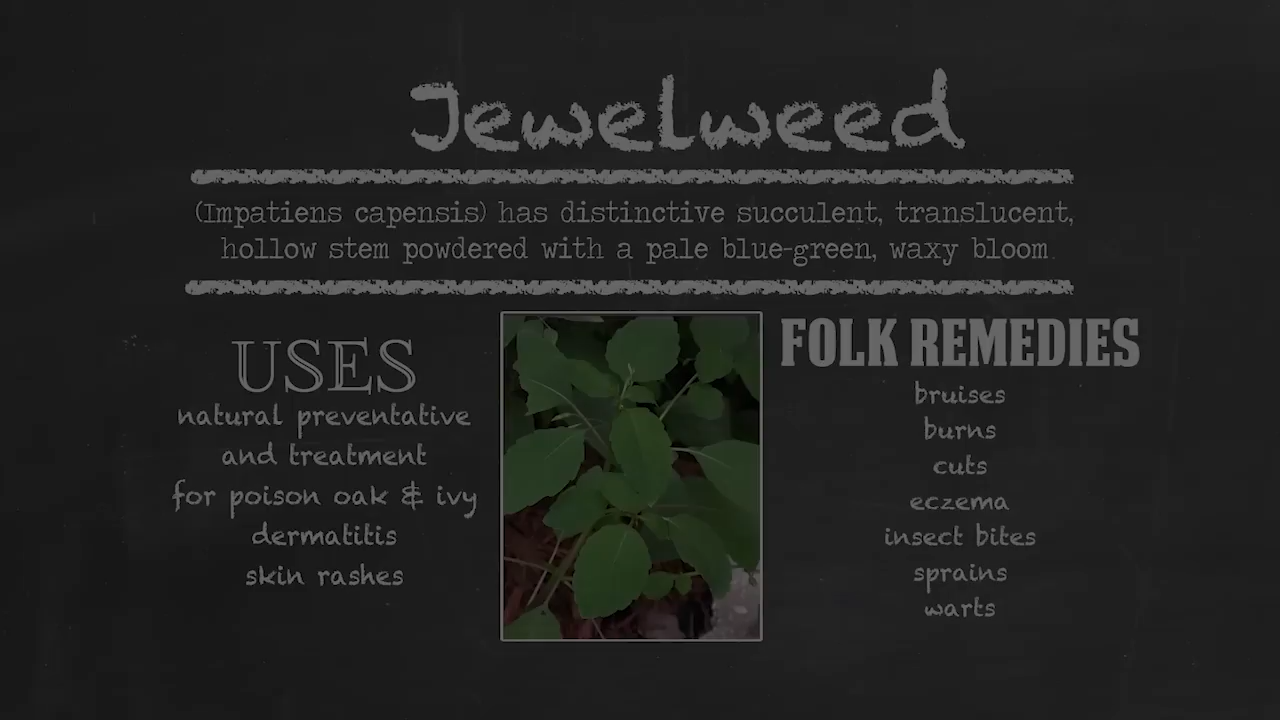 Jewelweed
(Impatiens capensis) has distinctive succulent, translucent,
hollow stem powdered with a pale blue-green, waxy bloom.
USES
natural preventative
and treatment
for poison oak & ivy
dermatitis
skin rashes
FOLK REMEDIES
bruises
burns
cuts
eczema
insect bites
sprains
warts